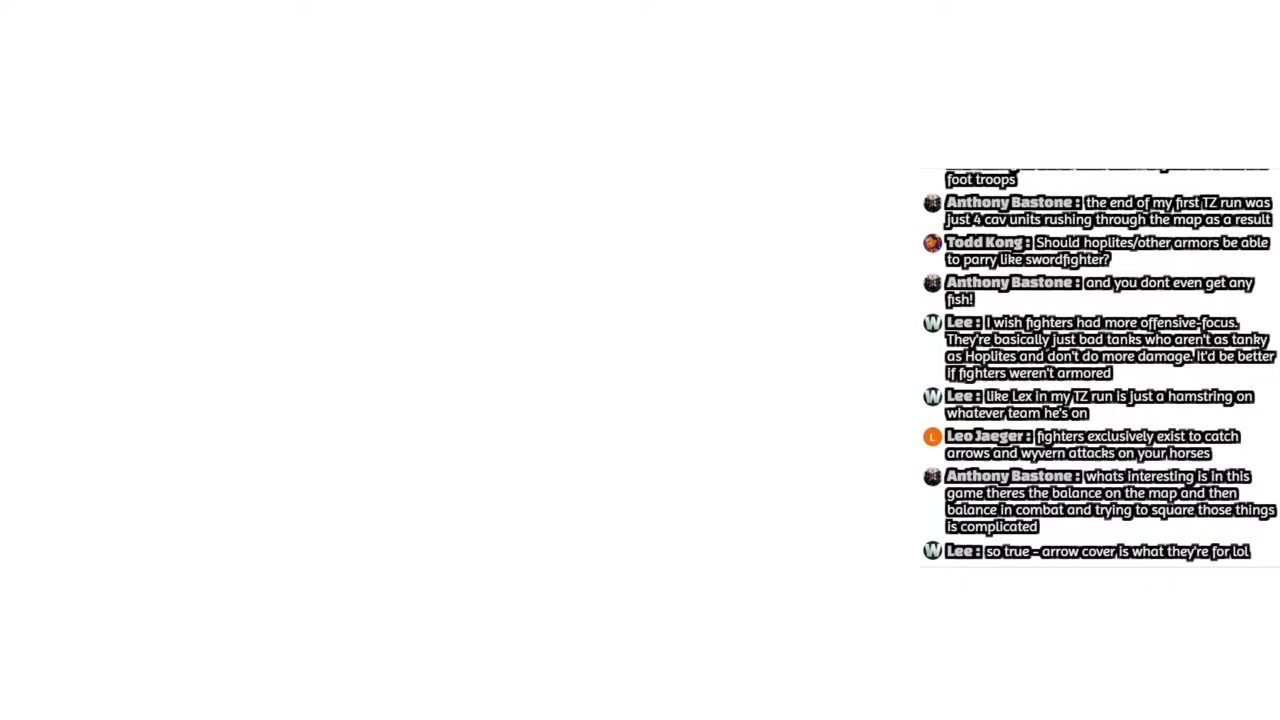 foot troops
Anthony Bastone : the end of my first TZ run was
just 4 cav units rushing through the map as a result
Todd Kong : Should hoplites/other armors be able
to parry like swordfighter?
Anthony Bastone : and you dont even get any
fish!
W Lee : I wish fighters had more offensive-focus.
They're basically just bad tanks who aren't as tanky
as Hoplites and don't do more damage. It'd be better
if fighters weren't armored
W Lee : like Lex in my TZ run is just a hamstring on
whatever team he's on
L Leo Jaeger : fighters exclusively exist to catch
arrows and wyvern attacks on your horses
Anthony Bastone : whats interesting is in this
game theres the balance on the map and then
balance in combat and trying to square those things
is complicated
W Lee : so true - arrow cover is what they're for lol